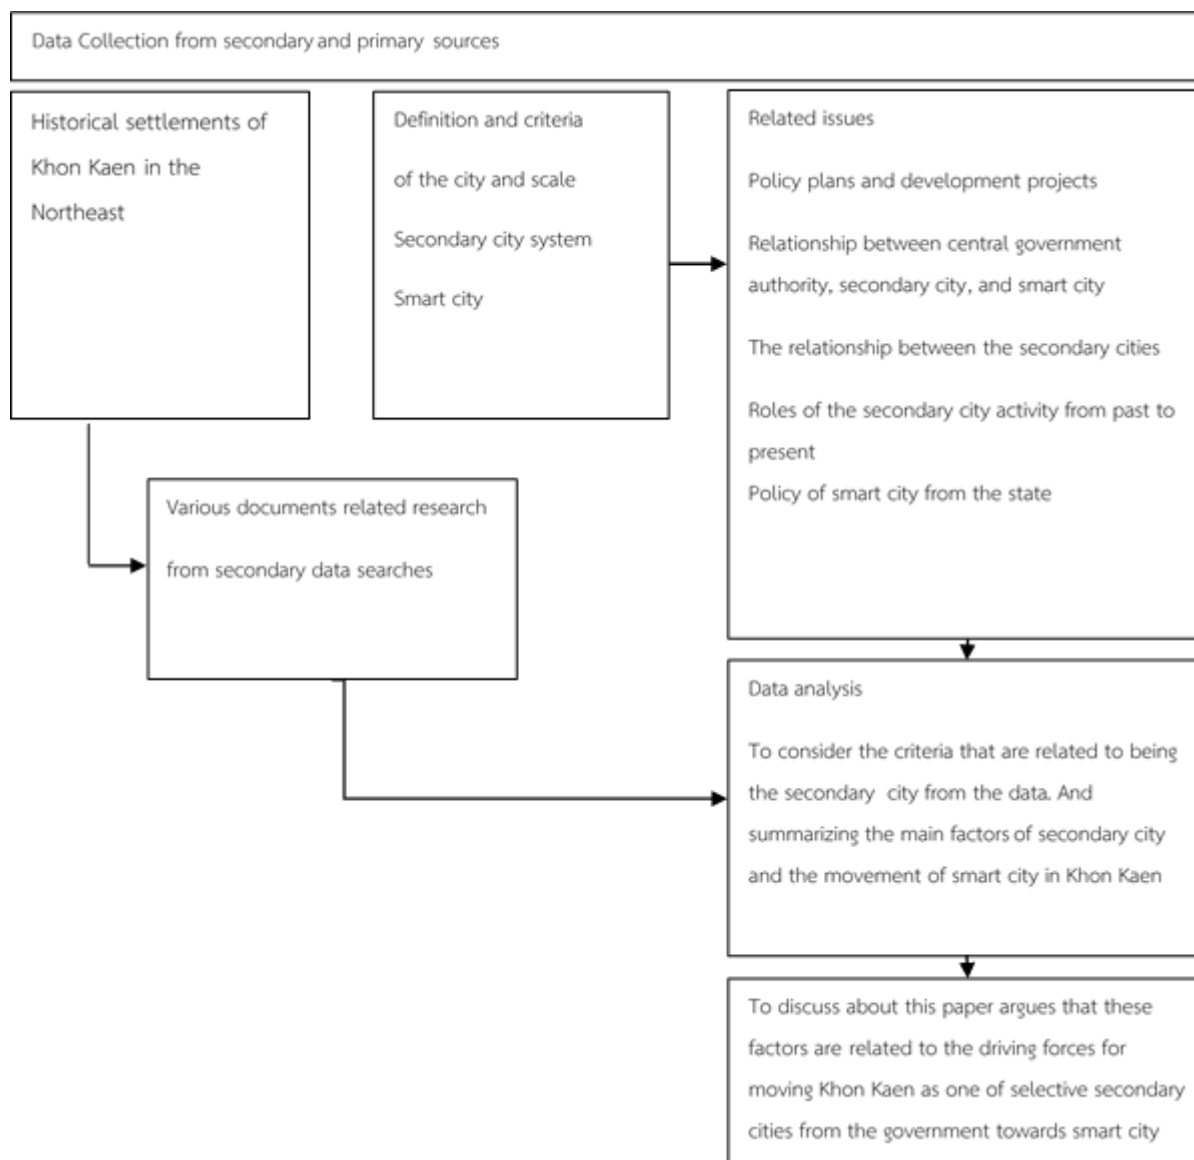 Data Collection from secondary and primary sources
Historical settlements of
Khon Kaen in the
Northeast
Definition and criteria
of the city and scale
Secondary city system
Smart city
Related issues
Policy plans and development projects
Relationship between central government
authority, secondary city, and smart city
The relationship between the secondary cities
Roles of the secondary city activity from past to
present
Policy of smart city from the state
Various documents related research
from secondary data searches
Data analysis
To consider the criteria that are related to being
the secondary city from the data. And
summarizing the main factors of secondary city
and the movement of smart city in Khon Kaen
To discuss about this paper argues that these
factors are related to the driving forces for
moving Khon Kaen as one of selective secondary
cities from the government towards smart city